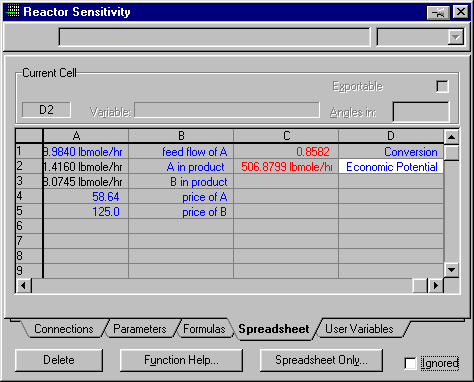 Reactor Sensitivity
Current Cell
Exportable
D2 Variable: Angles in:
A B C D
1 9.9840 lbmole/hr feed flow of A 0.8582 Conversion
2 1.4160 lbmole/hr A in product 506.8799 lbmole/hr Economic Potential
3 8.0745 lbmole/hr B in product
4 58.64 price of A
5 125.0 price of B
6
7
8
9
Connections Parameters Formulas Spreadsheet User Variables
Delete Function Help... Spreadsheet Only... Ignored